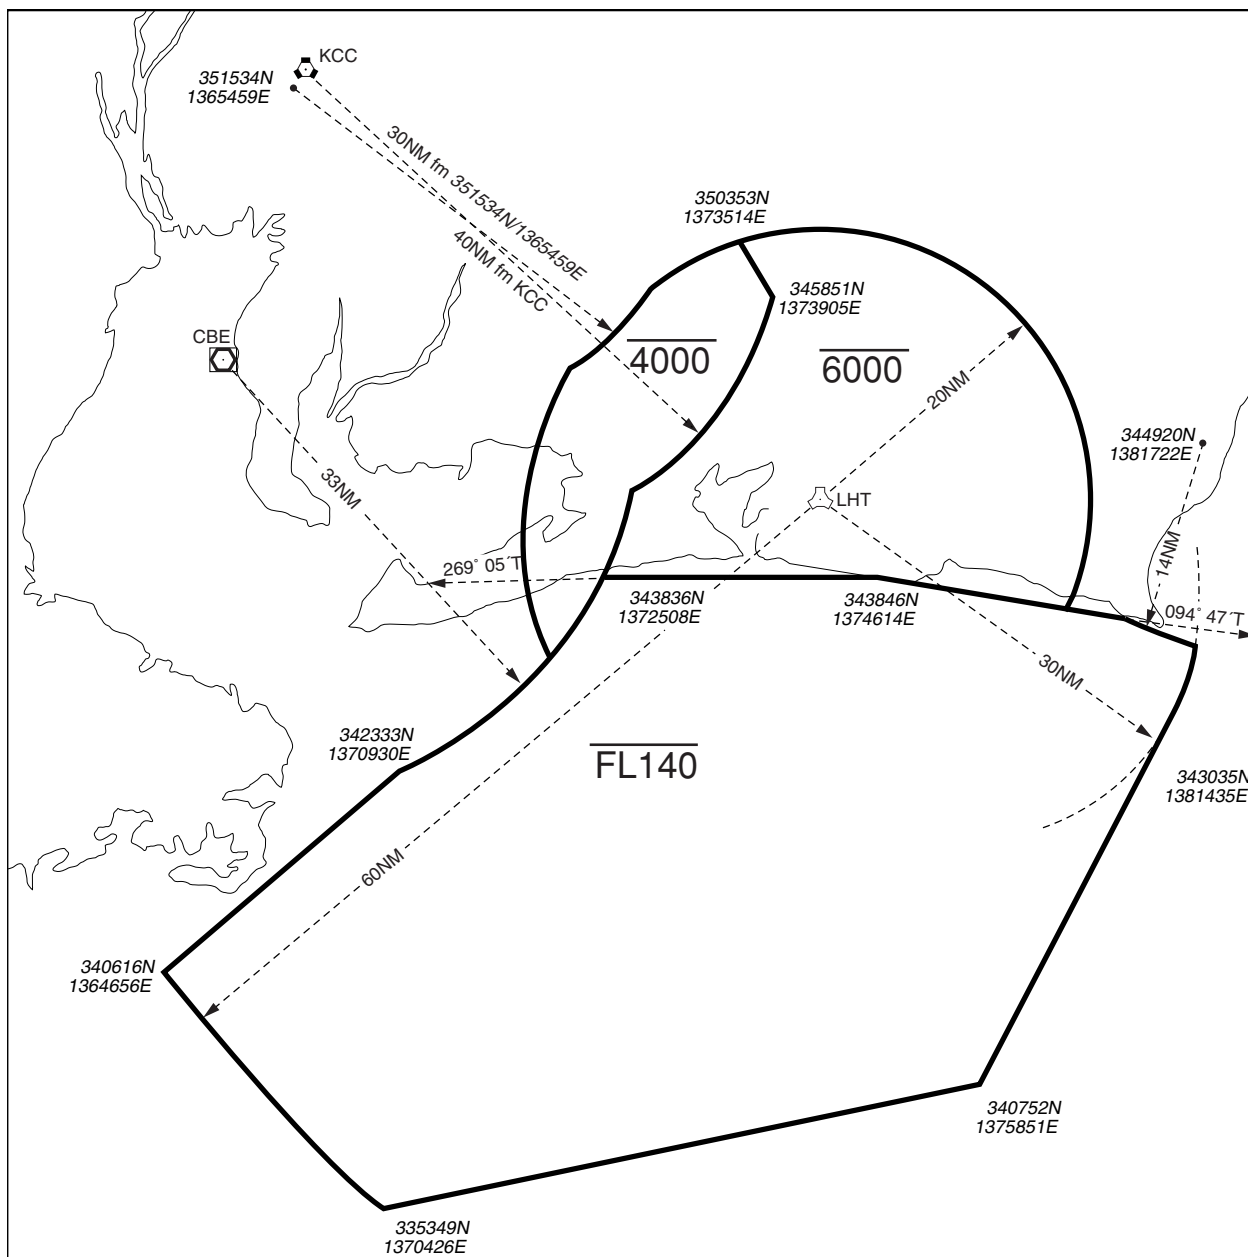 KCC
351534N
1365459E
30NM fm 351534N/1365459E
350353N
1373514E
40NM fm KCC
345851N
1373905E
CBE
4000
6000
20NM
344920N
1381722E
33NM
LHT
14NM
269° 05´T
343836N
1372508E
343846N
1374614E
094° 47´T
30NM
342333N
1370930E
FL140
343035N
1381435E
60NM
340616N
1364656E
340752N
1375851E
335349N
1370426E